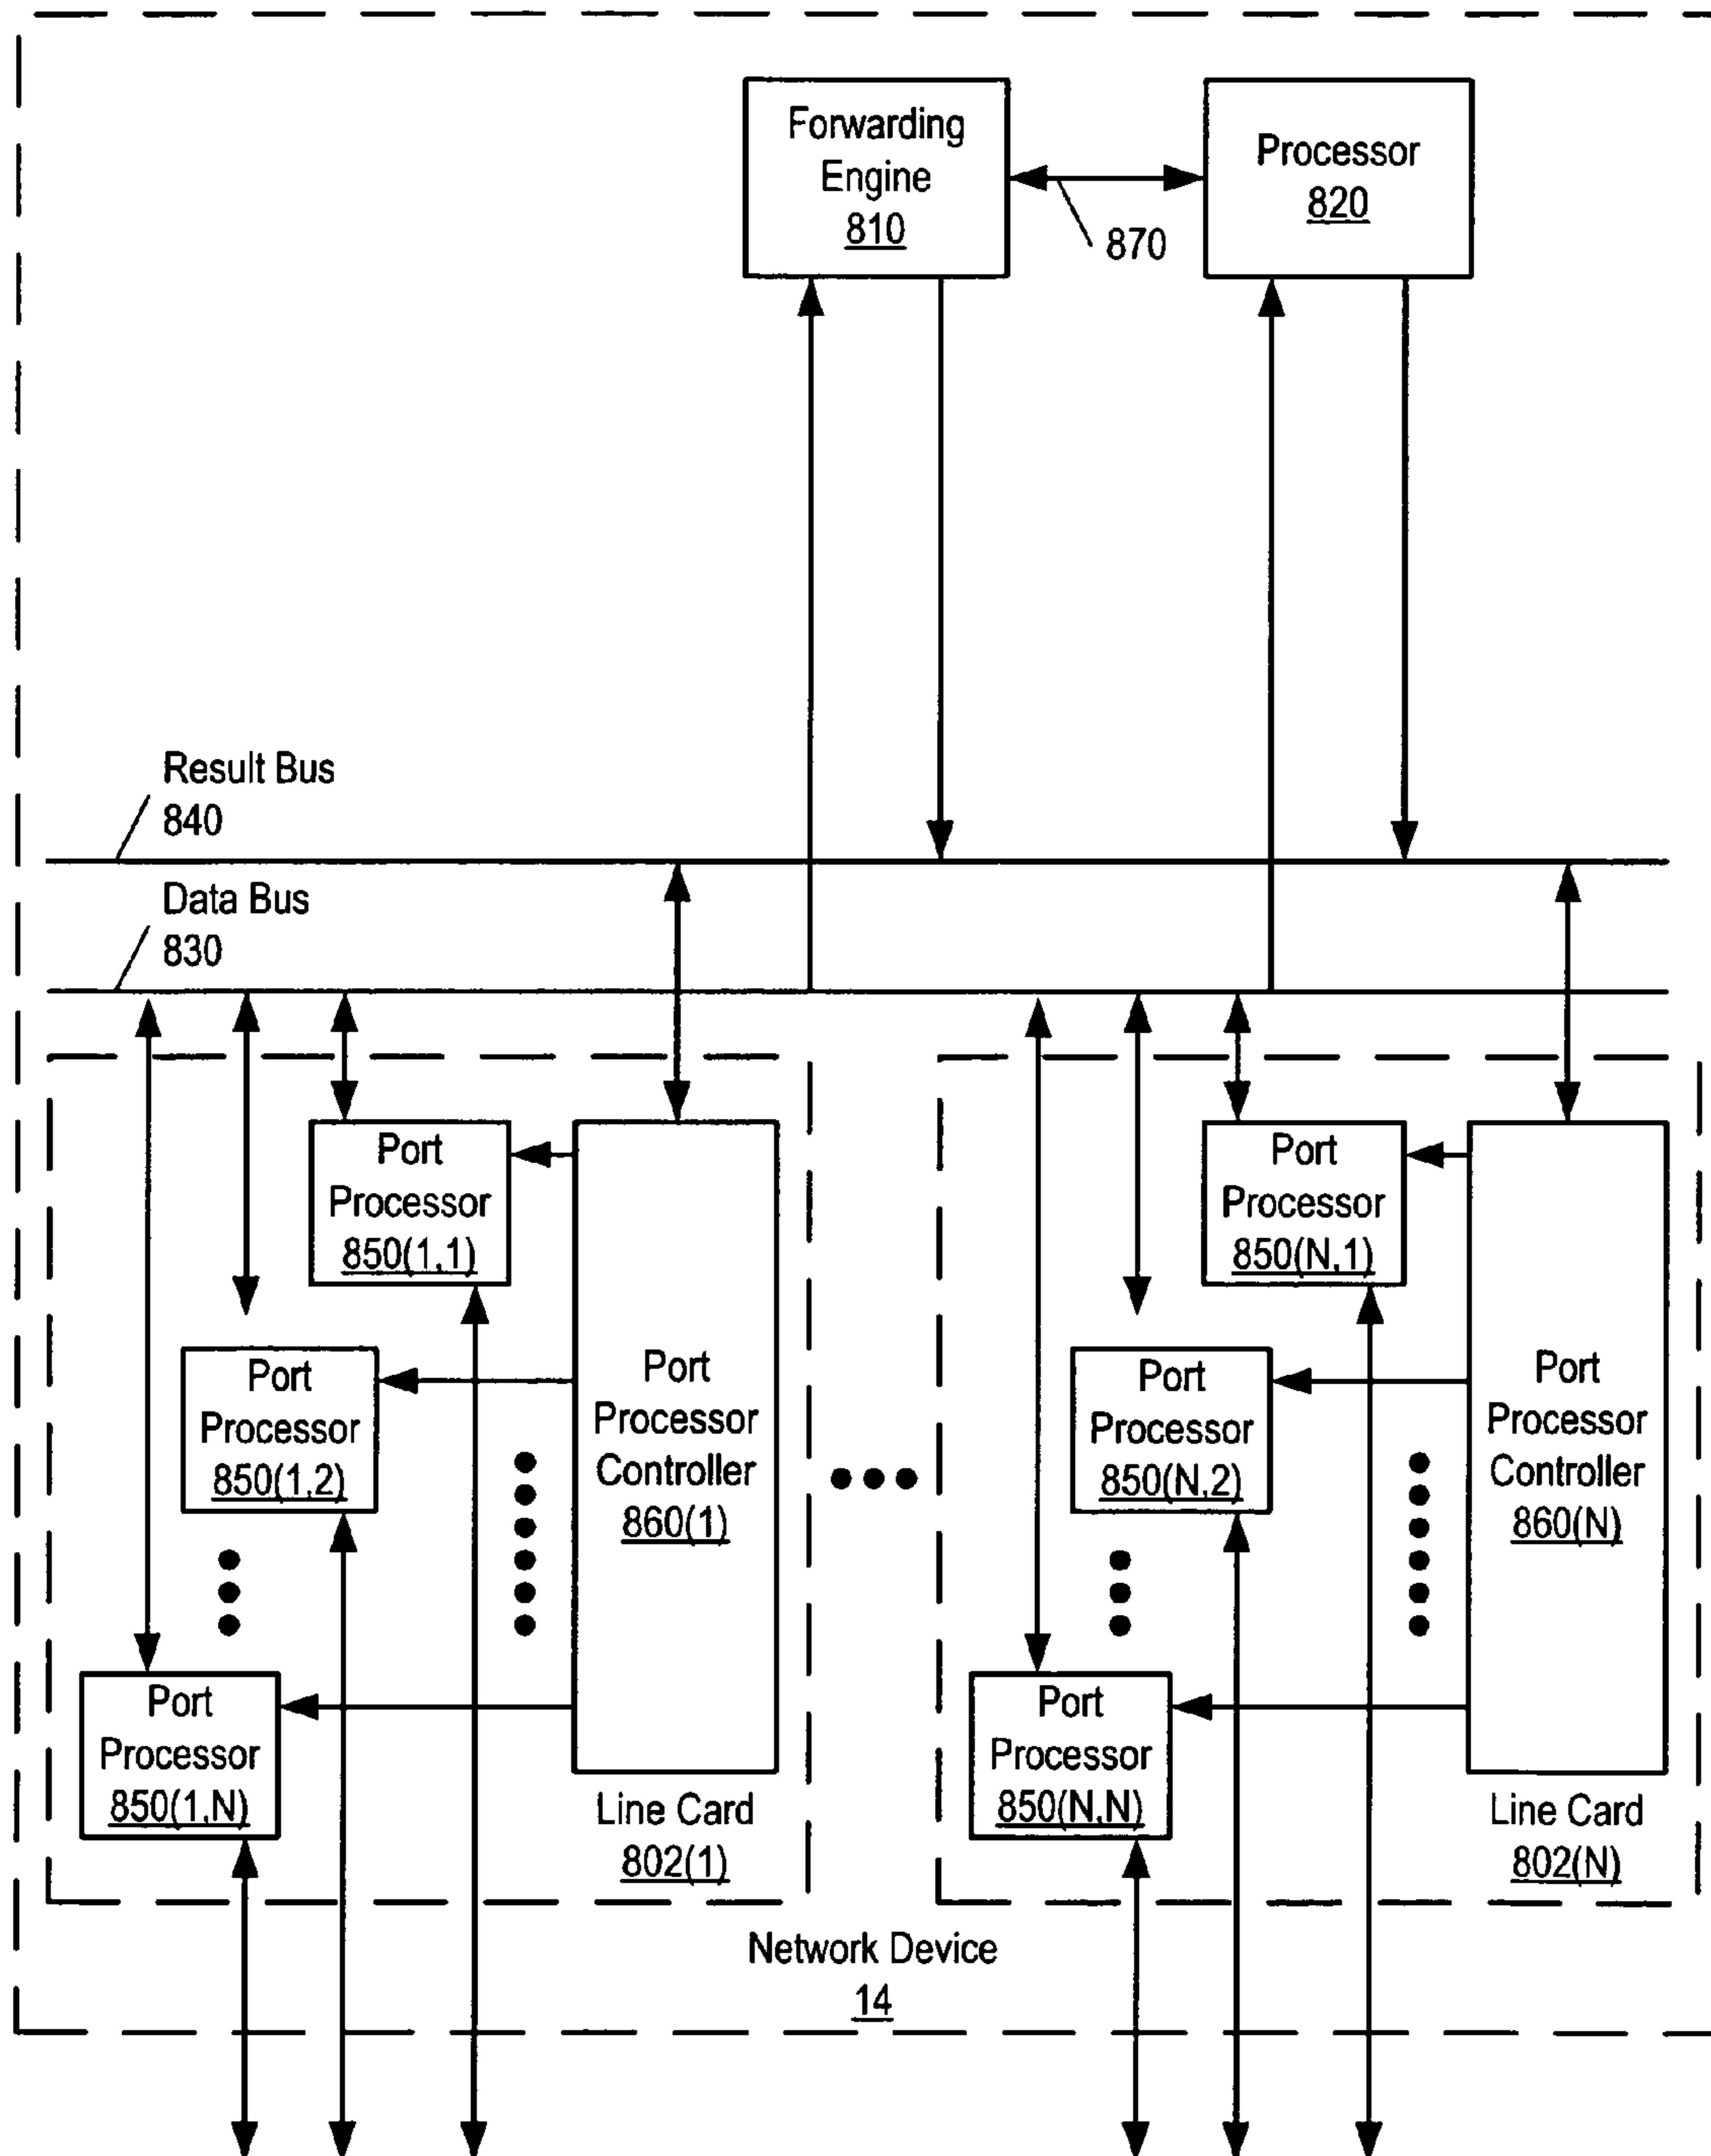 Forwarding
Engine
810
Processor
820
870
Result Bus
840
Data Bus
830
Port
Processor
850(1,1)
Port
Processor
850(1,2)
Port
Processor
850(1,N)
Port
Processor
Controller
860(1)
Line Card
802(1)
Port
Processor
850(N,1)
Port
Processor
850(N,2)
Port
Processor
850(N,N)
Port
Processor
Controller
860(N)
Line Card
802(N)
Network Device
14